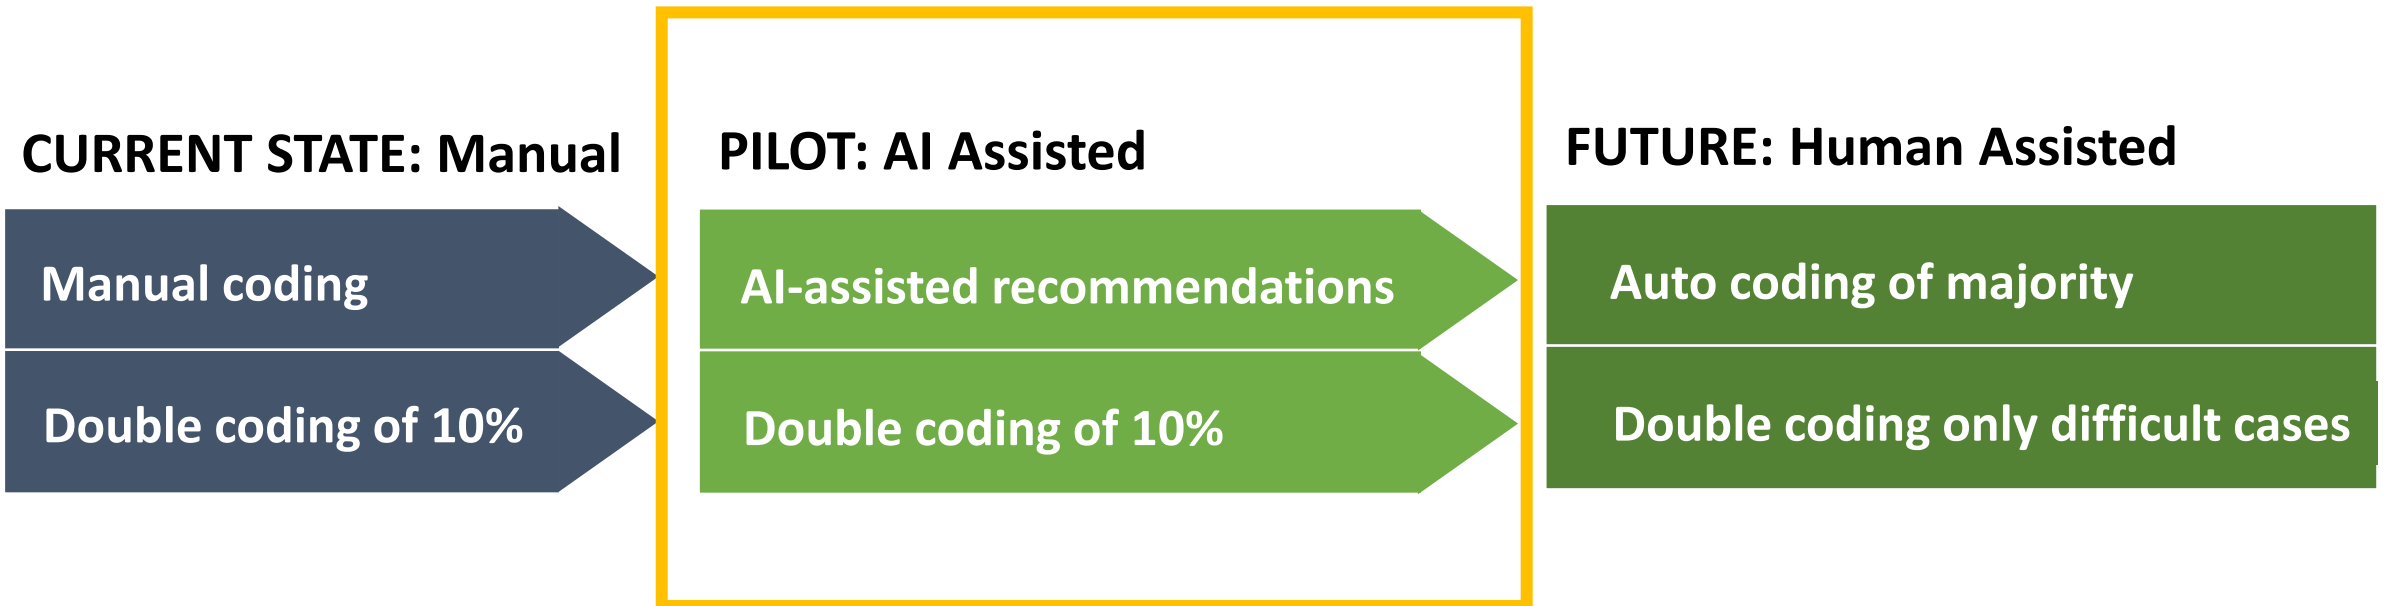 CURRENT STATE: Manual
Manual coding
Double coding of 10%
PILOT: AI Assisted
AI-assisted recommendations
Double coding of 10%
FUTURE: Human Assisted
Auto coding of majority
Double coding only difficult cases